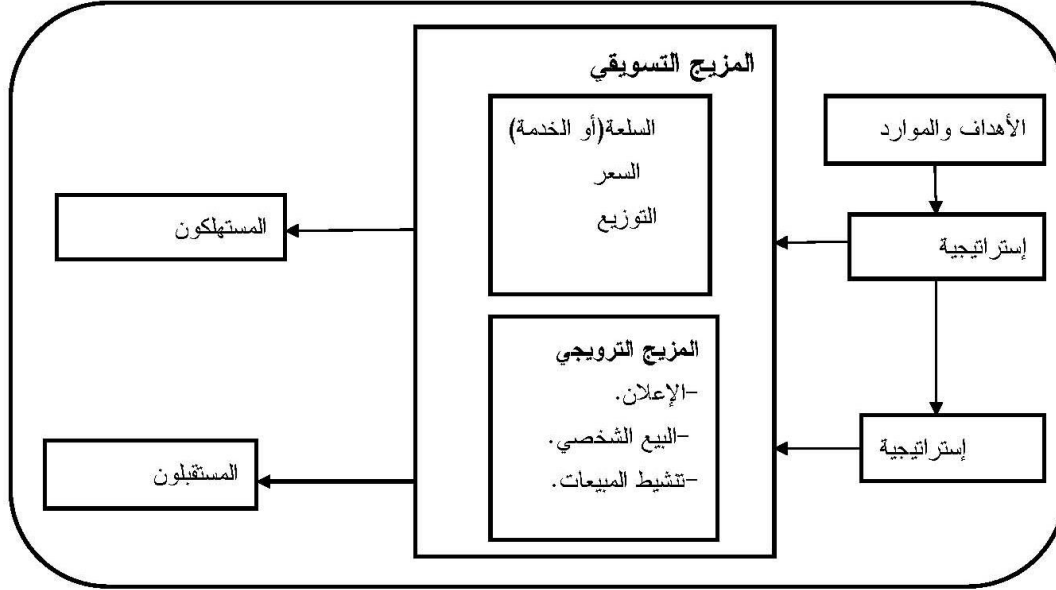 المزيج التسويقي
الأهداف والموارد
السلعة(أو الخدمة)
السعر
التوزيع
إستراتيجية
المستهلكون
المزيج الترويجي
-الإعلان.
-البيع الشخصي.
-تنشيط المبيعات.
إستراتيجية
المستقبلون